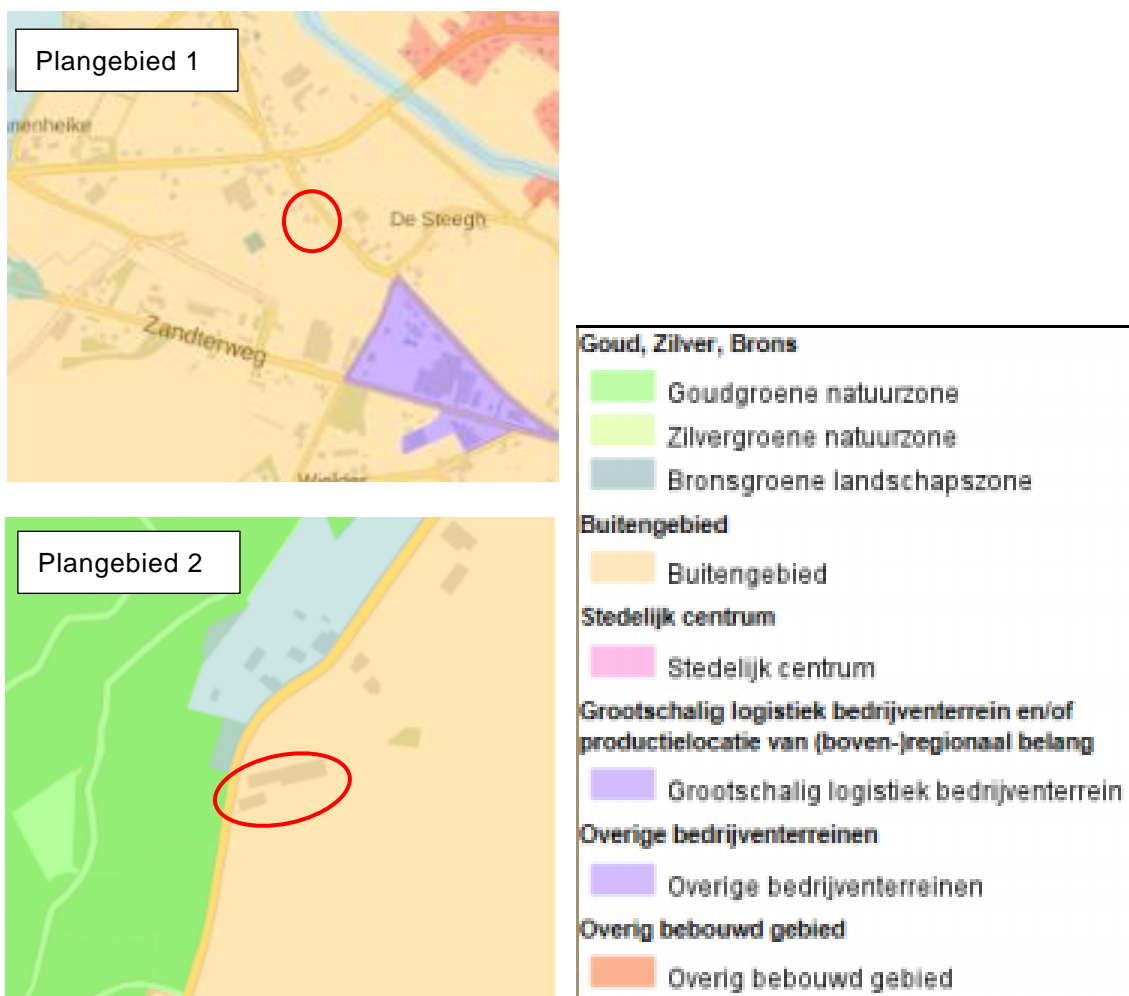 Plangebied 1
nenheike
De Steegh
Zandterweg
Plangebied 2
Goud, Zilver, Brons
Goudgroene natuurzone
Zilvergroene natuurzone
Bronsgroene landschapszone
Buitengebied
Buitengebied
Stedelijk centrum
Stedelijk centrum
Grootschalig logistiek bedrijventerrein en/of
productielocatie van (boven-)regionaal belang
Grootschalig logistiek bedrijventerrein
Overige bedrijventerreinen
Overige bedrijventerreinen
Overig bebouwd gebied
Overig bebouwd gebied